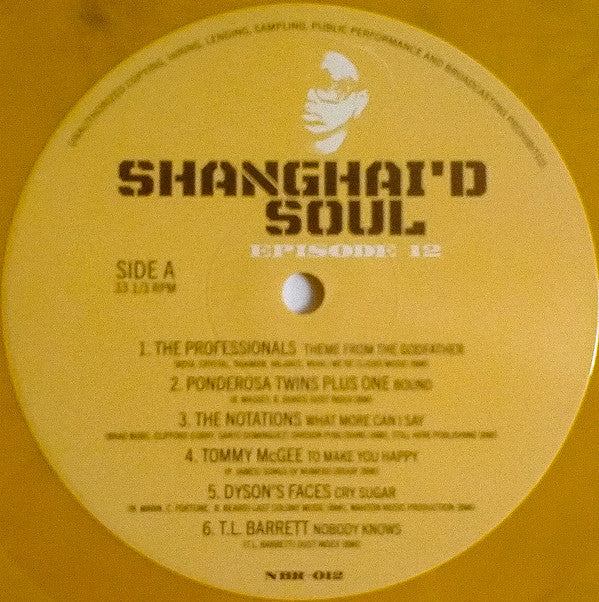 UNAUTHORIZED COPYING, HIRING, LENDING, SAMPLING, PUBLIC PERFORMANCE AND BROADCASTING PROHIBITED
SHANGHAI'D
SOUL
EPISODE 12
SIDE A
33 1/3 RPM
1. THE PROFESSIONALS THEME FROM THE GODFATHER
2. PONDEROSA TWINS PLUS ONE BOUND
3. THE NOTATIONS WHAT MORE CAN I SAY
4. TOMMY McGEE TO MAKE YOU HAPPY
5. DYSON'S FACES CRY SUGAR
6. T.L. BARRETT NOBODY KNOWS
NBR-012